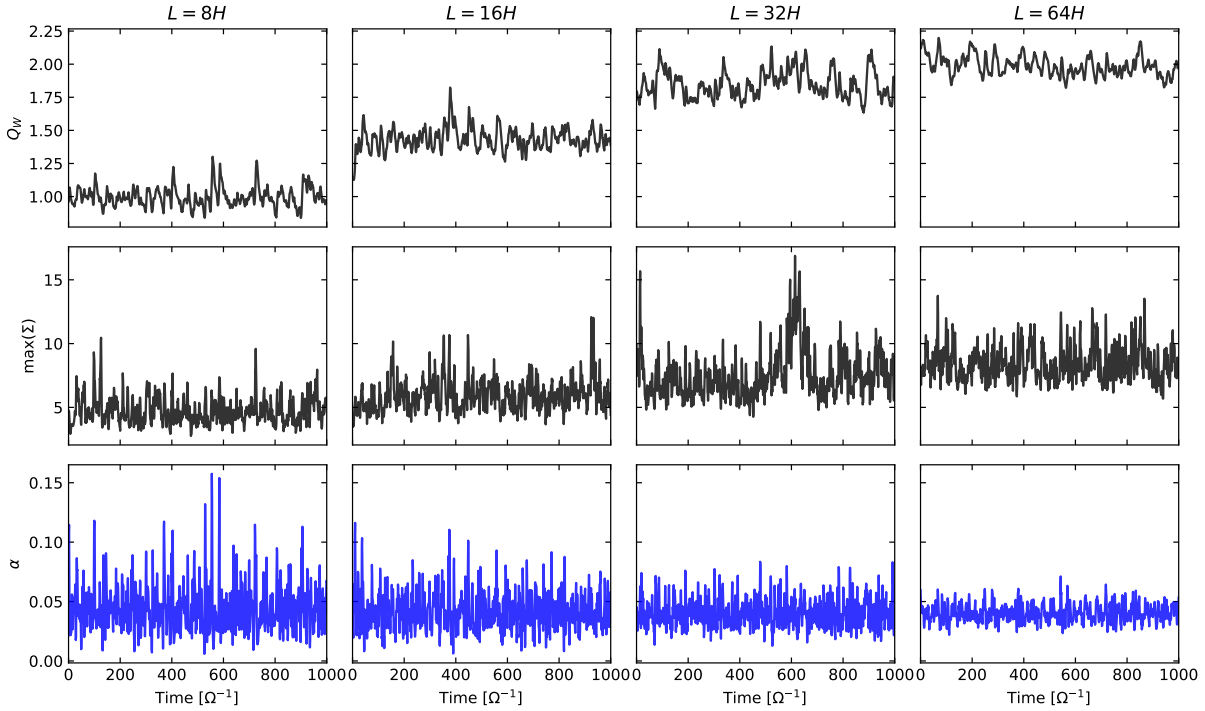 L = 8H L = 16H L = 32H L = 64H
2.25
2.00
1.75
1.50
1.25
1.00
Q_W
15
10
5
max(Σ)
0.15
0.10
0.05
0.00
α
0 200 400 600 800 1000 0 200 400 600 800 1000 0 200 400 600 800 1000 0 200 400 600 800 1000
Time [Ω⁻¹] Time [Ω⁻¹] Time [Ω⁻¹] Time [Ω⁻¹]